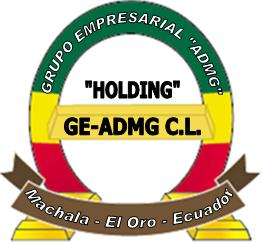 GRUPO EMPRESARIAL "ADMG"
"HOLDING"
GE-ADMG C.L.
Machala - El Oro - Ecuador